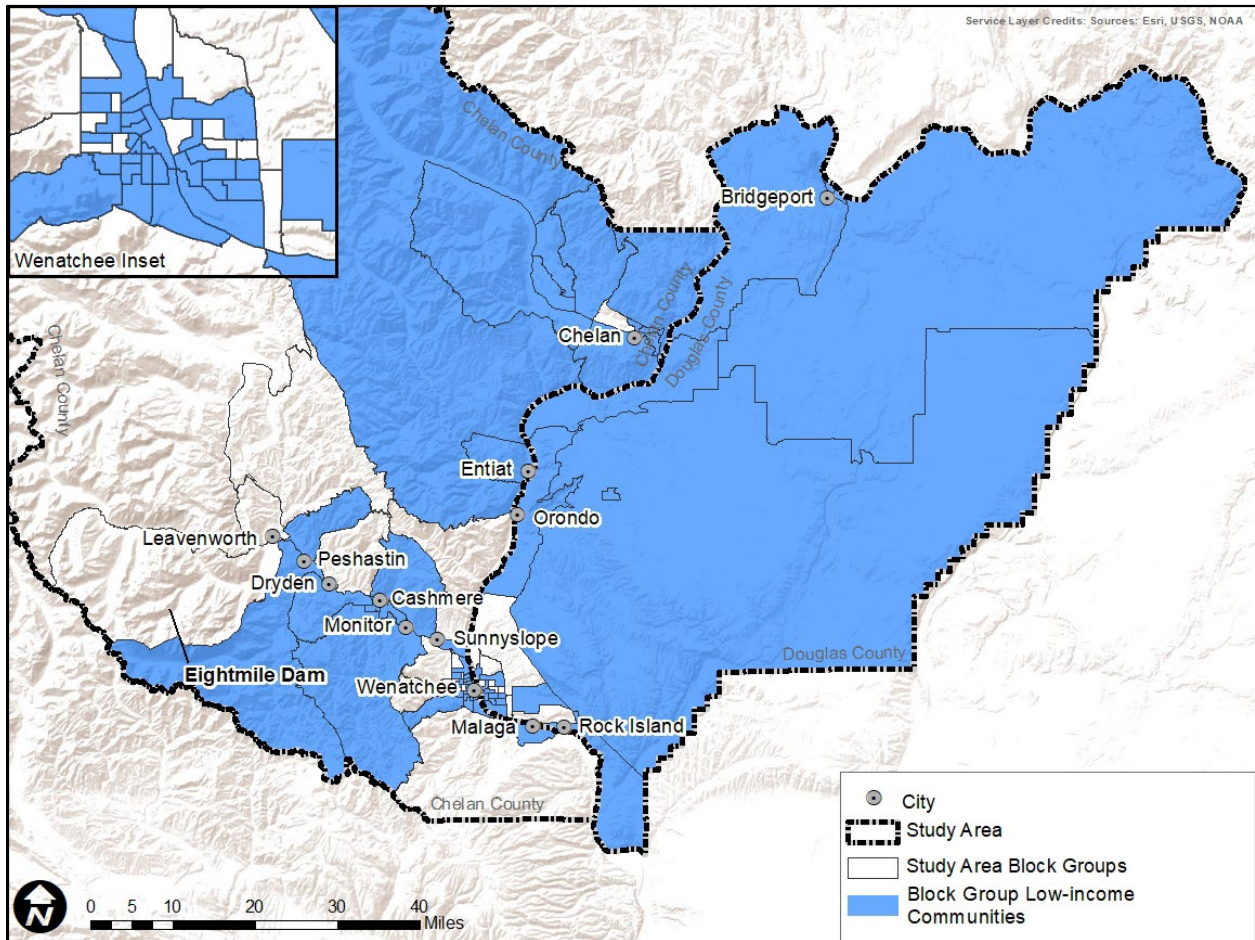 Service Layer Credits: Sources: Esri, USGS, NOAA
Wenatchee Inset
Chelan County
Bridgeport
Chelan County
Douglas County
Chelan
Chelan County
Entiat
Orondo
Leavenworth
Peshastin
Dryden
Cashmere
Monitor
Sunnyslope
Eightmile Dam
Douglas County
Wenatchee
Malaga
Rock Island
Chelan County
City
Study Area
Study Area Block Groups
Block Group Low-income
Communities
N
0 5 10 20 30 40
Miles